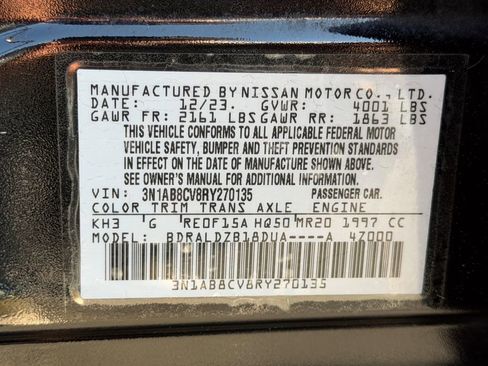 MANUFACTURED BY NISSAN MOTOR CO., LTD.
DATE: 12/23. GVWR: 4001 LBS
GAWR FR: 2161 LBS GAWR RR: 1863 LBS
THIS VEHICLE CONFORMS TO ALL APPLICABLE FEDERAL MOTOR
VEHICLE SAFETY, BUMPER AND THEFT PREVENTION STANDARDS
IN EFFECT ON THE DATE OF MANUFACTURE SHOWN ABOVE.
SEE OWNER'S MANUAL FOR ADDITIONAL INFORMATION.
VIN: 3N1AB8CV8RY270135 PASSENGER CAR.
COLOR TRIM TRANS AXLE ENGINE
KH3 G RE0F15A HQ50 MR20 1997 CC
MODEL: BDRALDZB18DUA----A 4Z000
3N1AB8CV8RY270135